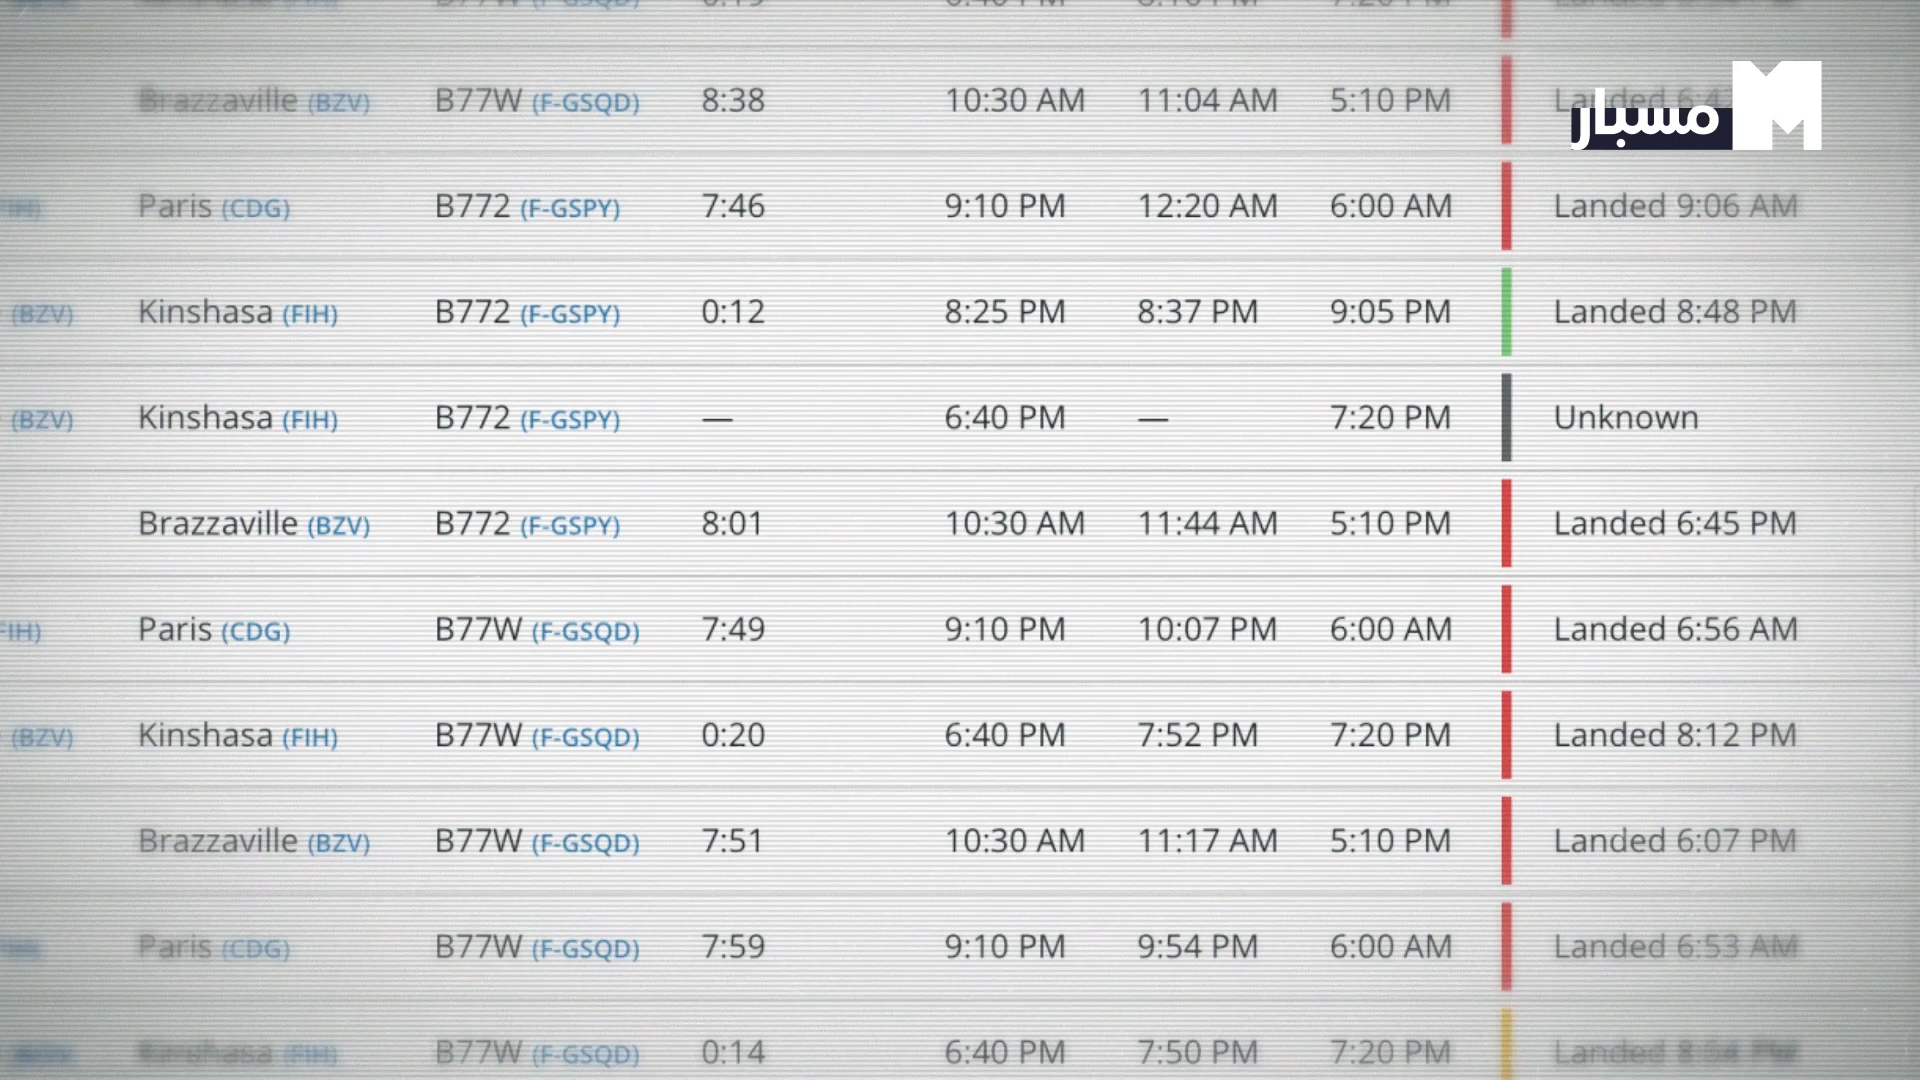 Brazzaville (BZV) B77W (F-GSQD) 8:38 10:30 AM 11:04 AM 5:10 PM Landed
مسبار
Paris (CDG) B772 (F-GSPY) 7:46 9:10 PM 12:20 AM 6:00 AM Landed 9:06 AM
(BZV) Kinshasa (FIH) B772 (F-GSPY) 0:12 8:25 PM 8:37 PM 9:05 PM Landed 8:48 PM
(BZV) Kinshasa (FIH) B772 (F-GSPY) — 6:40 PM — 7:20 PM Unknown
Brazzaville (BZV) B772 (F-GSPY) 8:01 10:30 AM 11:44 AM 5:10 PM Landed 6:45 PM
FIH) Paris (CDG) B77W (F-GSQD) 7:49 9:10 PM 10:07 PM 6:00 AM Landed 6:56 AM
(BZV) Kinshasa (FIH) B77W (F-GSQD) 0:20 6:40 PM 7:52 PM 7:20 PM Landed 8:12 PM
Brazzaville (BZV) B77W (F-GSQD) 7:51 10:30 AM 11:17 AM 5:10 PM Landed 6:07 PM
Paris (CDG) B77W (F-GSQD) 7:59 9:10 PM 9:54 PM 6:00 AM Landed 6:53 AM
Kinshasa (FIH) B77W (F-GSQD) 0:14 6:40 PM 7:50 PM 7:20 PM Landed